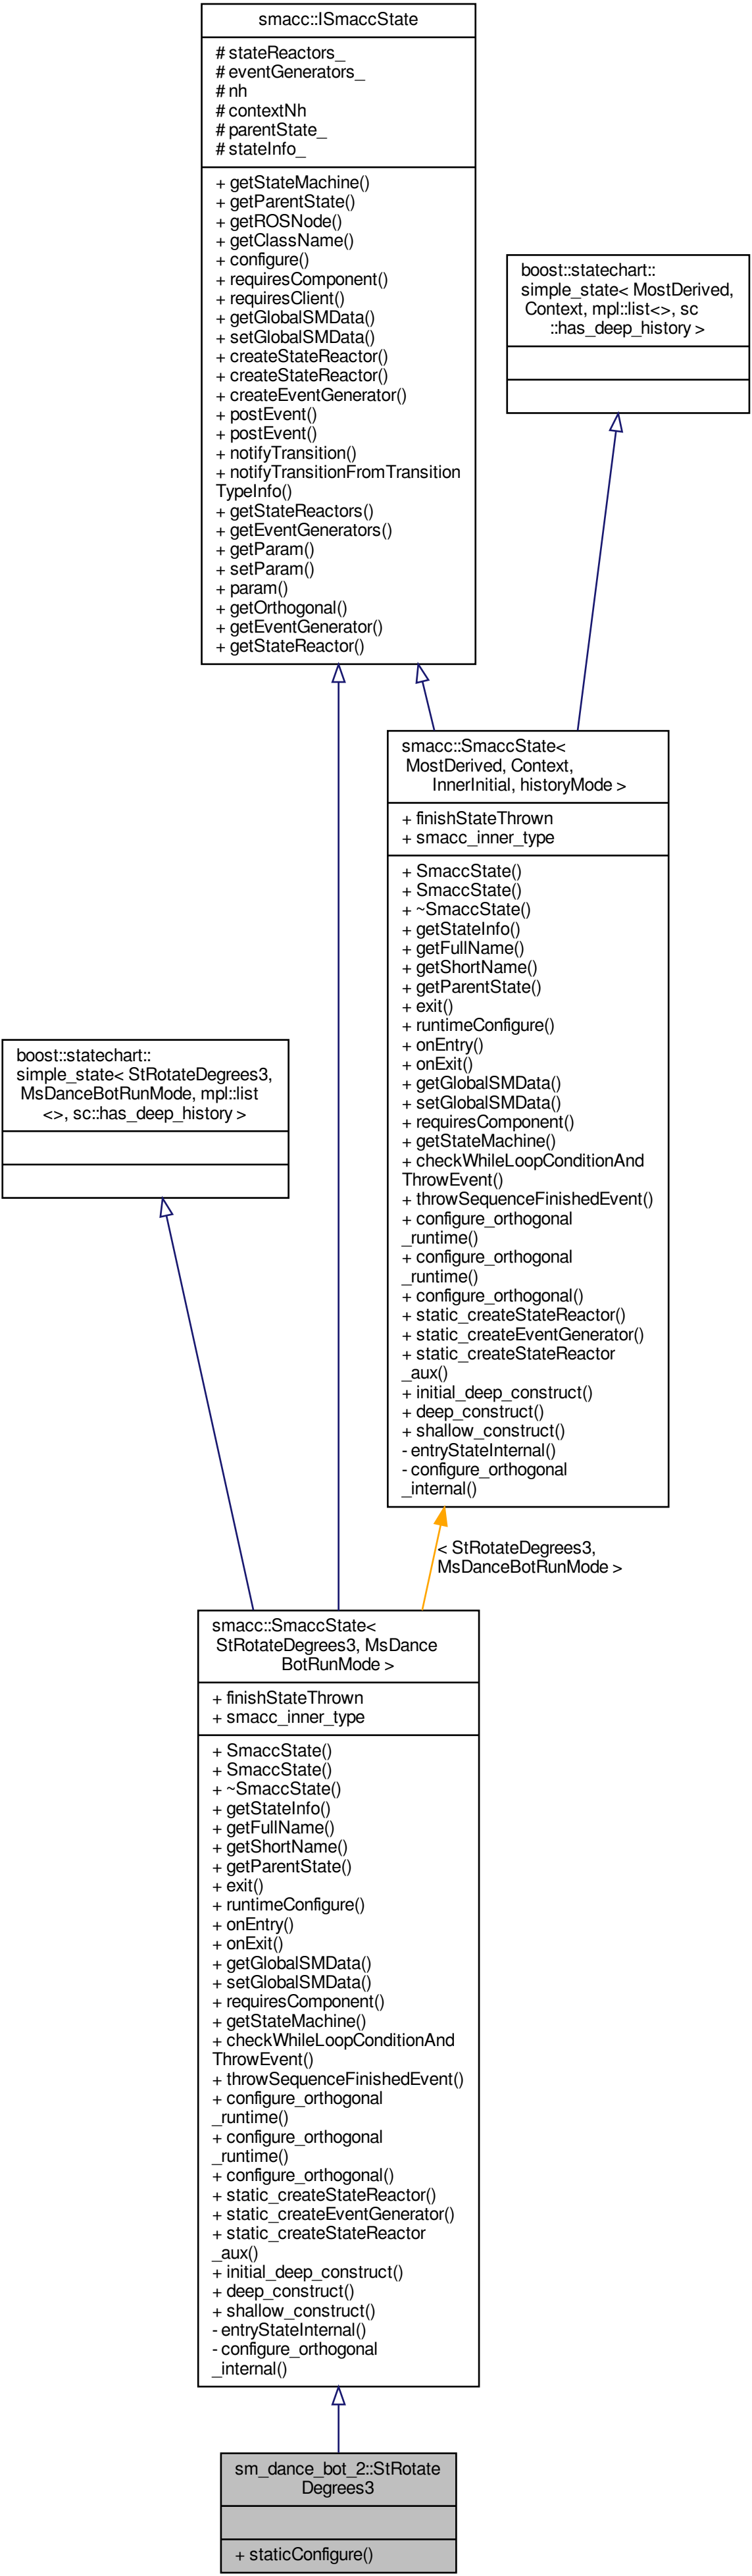 smacc::ISmaccState
# stateReactors_
# eventGenerators_
# nh
# contextNh
# parentState_
# stateInfo_
+ getStateMachine()
+ getParentState()
+ getROSNode()
+ getClassName()
+ configure()
+ requiresComponent()
+ requiresClient()
+ getGlobalSMData()
+ setGlobalSMData()
+ createStateReactor()
+ createStateReactor()
+ createEventGenerator()
+ postEvent()
+ postEvent()
+ notifyTransition()
+ notifyTransitionFromTransition
TypeInfo()
+ getStateReactors()
+ getEventGenerators()
+ getParam()
+ setParam()
+ param()
+ getOrthogonal()
+ getEventGenerator()
+ getStateReactor()
boost::statechart::
simple_state< MostDerived,
Context, mpl::list<>, sc
::has_deep_history >
smacc::SmaccState<
MostDerived, Context,
InnerInitial, historyMode >
+ finishStateThrown
+ smacc_inner_type
+ SmaccState()
+ SmaccState()
+ ~SmaccState()
+ getStateInfo()
+ getFullName()
+ getShortName()
+ getParentState()
+ exit()
+ runtimeConfigure()
+ onEntry()
+ onExit()
+ getGlobalSMData()
+ setGlobalSMData()
+ requiresComponent()
+ getStateMachine()
+ checkWhileLoopConditionAnd
ThrowEvent()
+ throwSequenceFinishedEvent()
+ configure_orthogonal
_runtime()
+ configure_orthogonal
_runtime()
+ configure_orthogonal()
+ static_createStateReactor()
+ static_createEventGenerator()
+ static_createStateReactor
_aux()
+ initial_deep_construct()
+ deep_construct()
+ shallow_construct()
- entryStateInternal()
- configure_orthogonal
_internal()
boost::statechart::
simple_state< StRotateDegrees3,
MsDanceBotRunMode, mpl::list
<>, sc::has_deep_history >
< StRotateDegrees3,
MsDanceBotRunMode >
smacc::SmaccState<
StRotateDegrees3, MsDance
BotRunMode >
+ finishStateThrown
+ smacc_inner_type
+ SmaccState()
+ SmaccState()
+ ~SmaccState()
+ getStateInfo()
+ getFullName()
+ getShortName()
+ getParentState()
+ exit()
+ runtimeConfigure()
+ onEntry()
+ onExit()
+ getGlobalSMData()
+ setGlobalSMData()
+ requiresComponent()
+ getStateMachine()
+ checkWhileLoopConditionAnd
ThrowEvent()
+ throwSequenceFinishedEvent()
+ configure_orthogonal
_runtime()
+ configure_orthogonal
_runtime()
+ configure_orthogonal()
+ static_createStateReactor()
+ static_createEventGenerator()
+ static_createStateReactor
_aux()
+ initial_deep_construct()
+ deep_construct()
+ shallow_construct()
- entryStateInternal()
- configure_orthogonal
_internal()
sm_dance_bot_2::StRotate
Degrees3
+ staticConfigure()